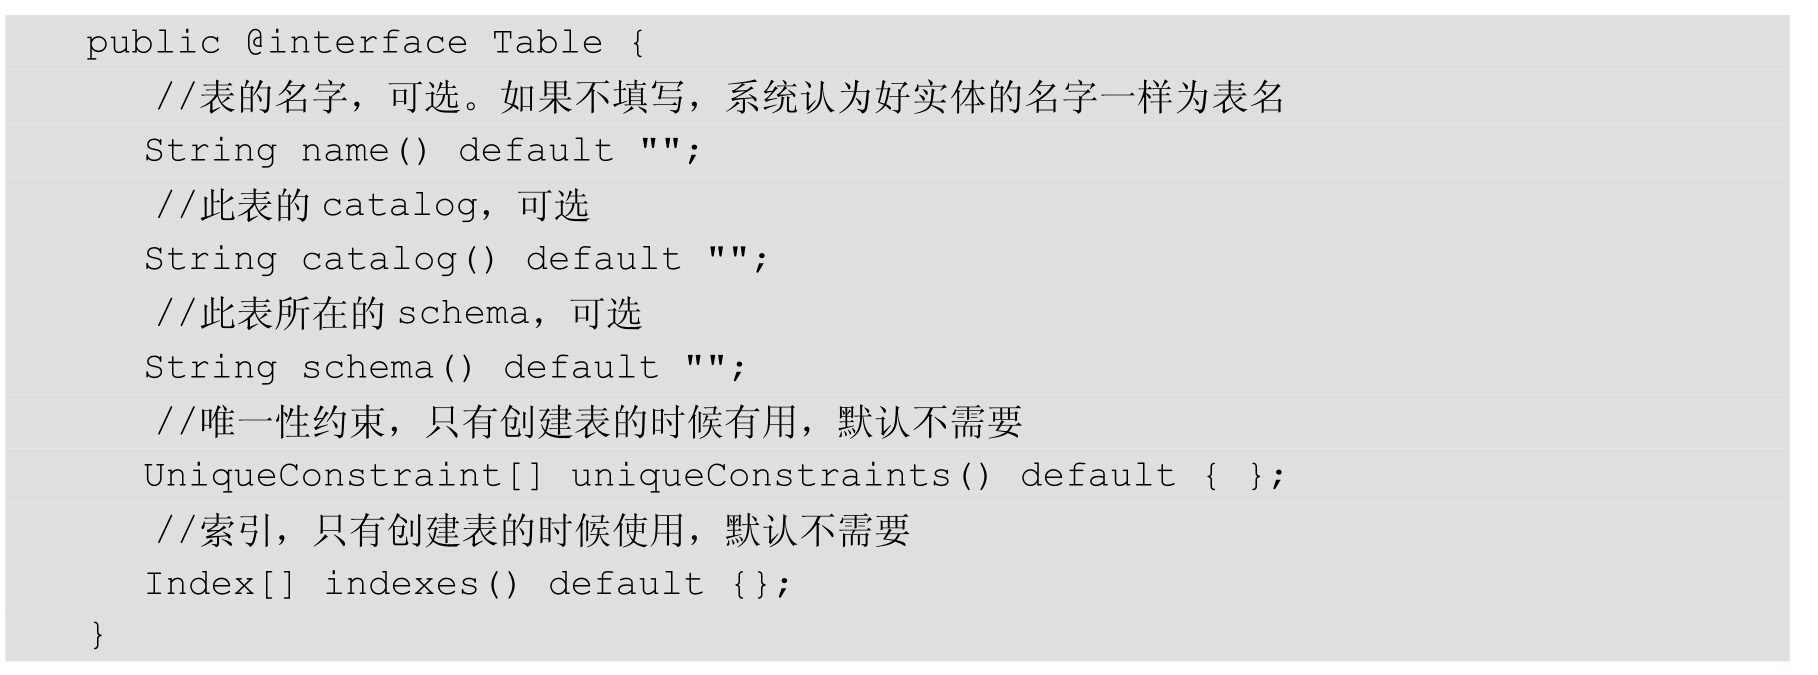 public @interface Table {
//表的名字，可选。如果不填写，系统认为好实体的名字一样为表名
String name() default "";
//此表的 catalog，可选
String catalog() default "";
//此表所在的 schema，可选
String schema() default "";
//唯一性约束，只有创建表的时候有用，默认不需要
UniqueConstraint[] uniqueConstraints() default { };
//索引，只有创建表的时候使用，默认不需要
Index[] indexes() default {};
}